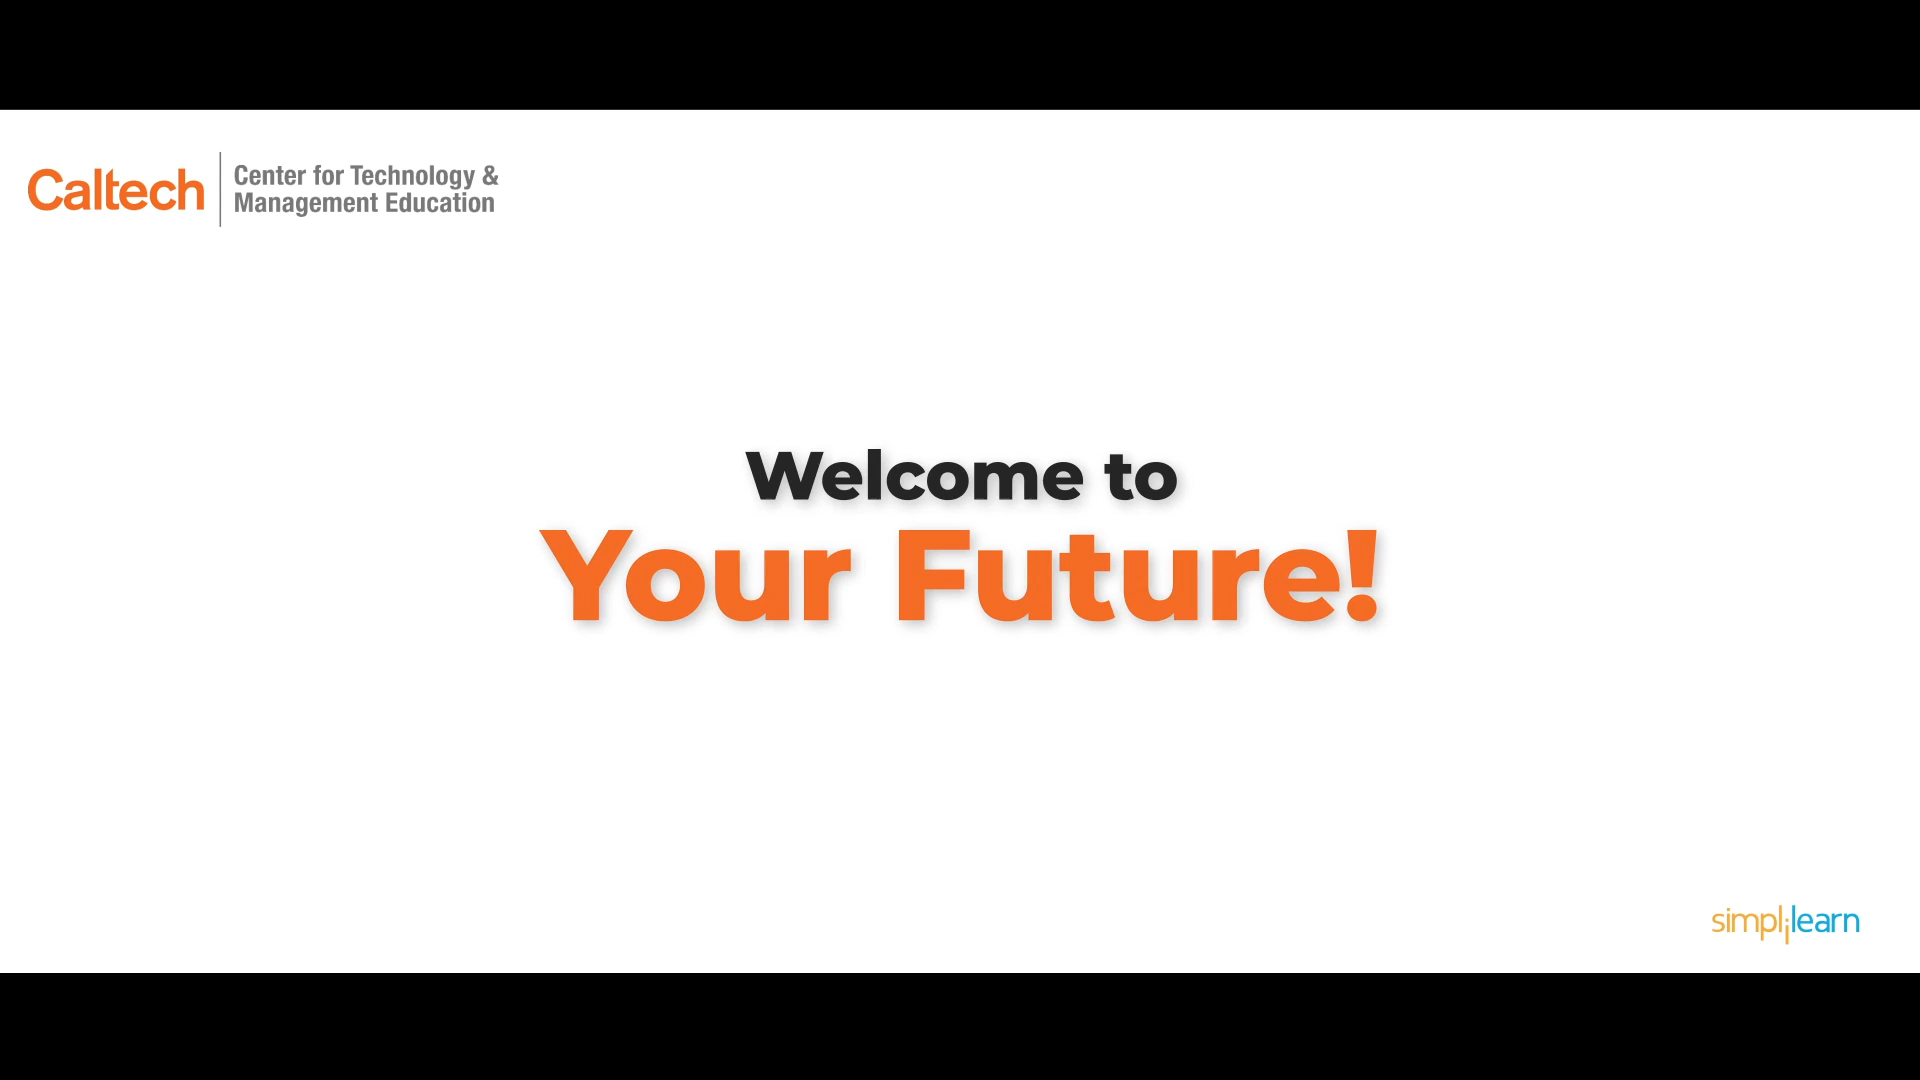 Caltech
Center for Technology &
Management Education
Welcome to
Your Future!
simplilearn